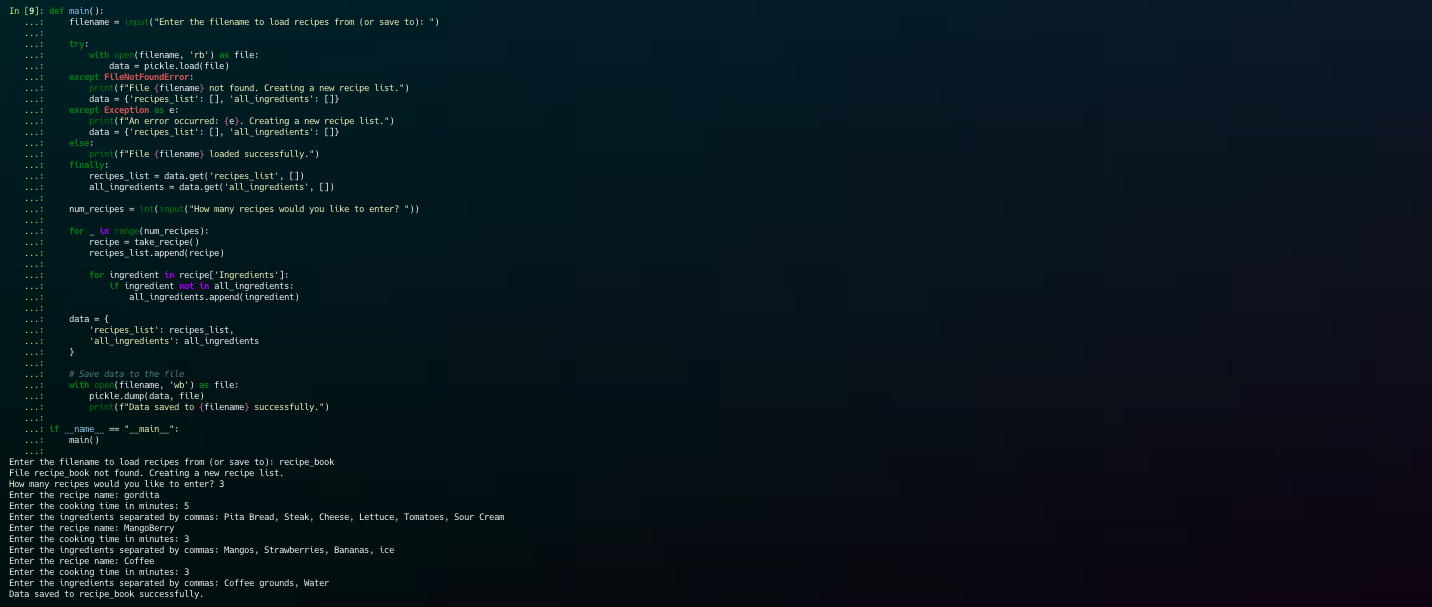 In [9]: def main():
   ...:     filename = input("Enter the filename to load recipes from (or save to): ")
   ...:
   ...:     try:
   ...:         with open(filename, 'rb') as file:
   ...:             data = pickle.load(file)
   ...:     except FileNotFoundError:
   ...:         print(f"File {filename} not found. Creating a new recipe list.")
   ...:         data = {'recipes_list': [], 'all_ingredients': []}
   ...:     except Exception as e:
   ...:         print(f"An error occurred: {e}. Creating a new recipe list.")
   ...:         data = {'recipes_list': [], 'all_ingredients': []}
   ...:     else:
   ...:         print(f"File {filename} loaded successfully.")
   ...:     finally:
   ...:         recipes_list = data.get('recipes_list', [])
   ...:         all_ingredients = data.get('all_ingredients', [])
   ...:
   ...:     num_recipes = int(input("How many recipes would you like to enter? "))
   ...:
   ...:     for _ in range(num_recipes):
   ...:         recipe = take_recipe()
   ...:         recipes_list.append(recipe)
   ...:
   ...:         for ingredient in recipe['Ingredients']:
   ...:             if ingredient not in all_ingredients:
   ...:                 all_ingredients.append(ingredient)
   ...:
   ...:     data = {
   ...:         'recipes_list': recipes_list,
   ...:         'all_ingredients': all_ingredients
   ...:     }
   ...:
   ...:     # Save data to the file
   ...:     with open(filename, 'wb') as file:
   ...:         pickle.dump(data, file)
   ...:         print(f"Data saved to {filename} successfully.")
   ...:
   ...: if __name__ == "__main__":
   ...:     main()
   ...:
Enter the filename to load recipes from (or save to): recipe_book
File recipe_book not found. Creating a new recipe list.
How many recipes would you like to enter? 3
Enter the recipe name: gordita
Enter the cooking time in minutes: 5
Enter the ingredients separated by commas: Pita Bread, Steak, Cheese, Lettuce, Tomatoes, Sour Cream
Enter the recipe name: MangoBerry
Enter the cooking time in minutes: 3
Enter the ingredients separated by commas: Mangos, Strawberries, Bananas, ice
Enter the recipe name: Coffee
Enter the cooking time in minutes: 3
Enter the ingredients separated by commas: Coffee grounds, Water
Data saved to recipe_book successfully.